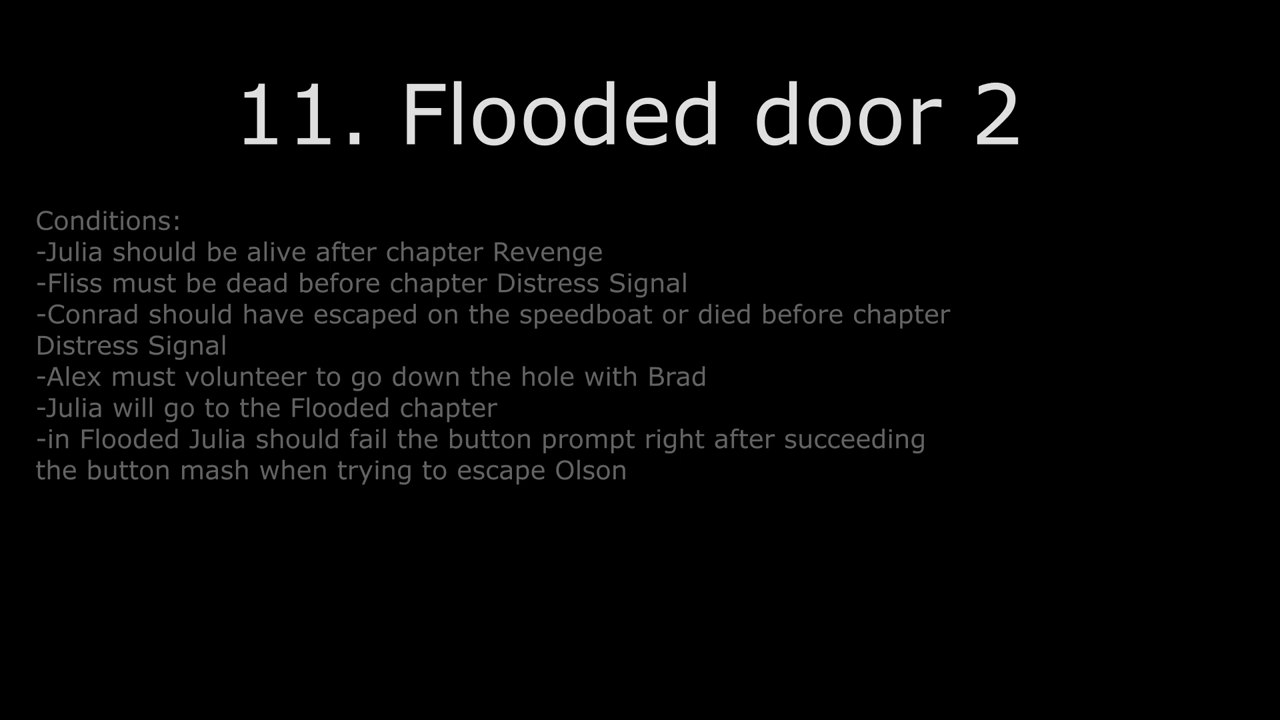 11. Flooded door 2
Conditions:
-Julia should be alive after chapter Revenge
-Fliss must be dead before chapter Distress Signal
-Conrad should have escaped on the speedboat or died before chapter
Distress Signal
-Alex must volunteer to go down the hole with Brad
-Julia will go to the Flooded chapter
-in Flooded Julia should fail the button prompt right after succeeding
the button mash when trying to escape Olson